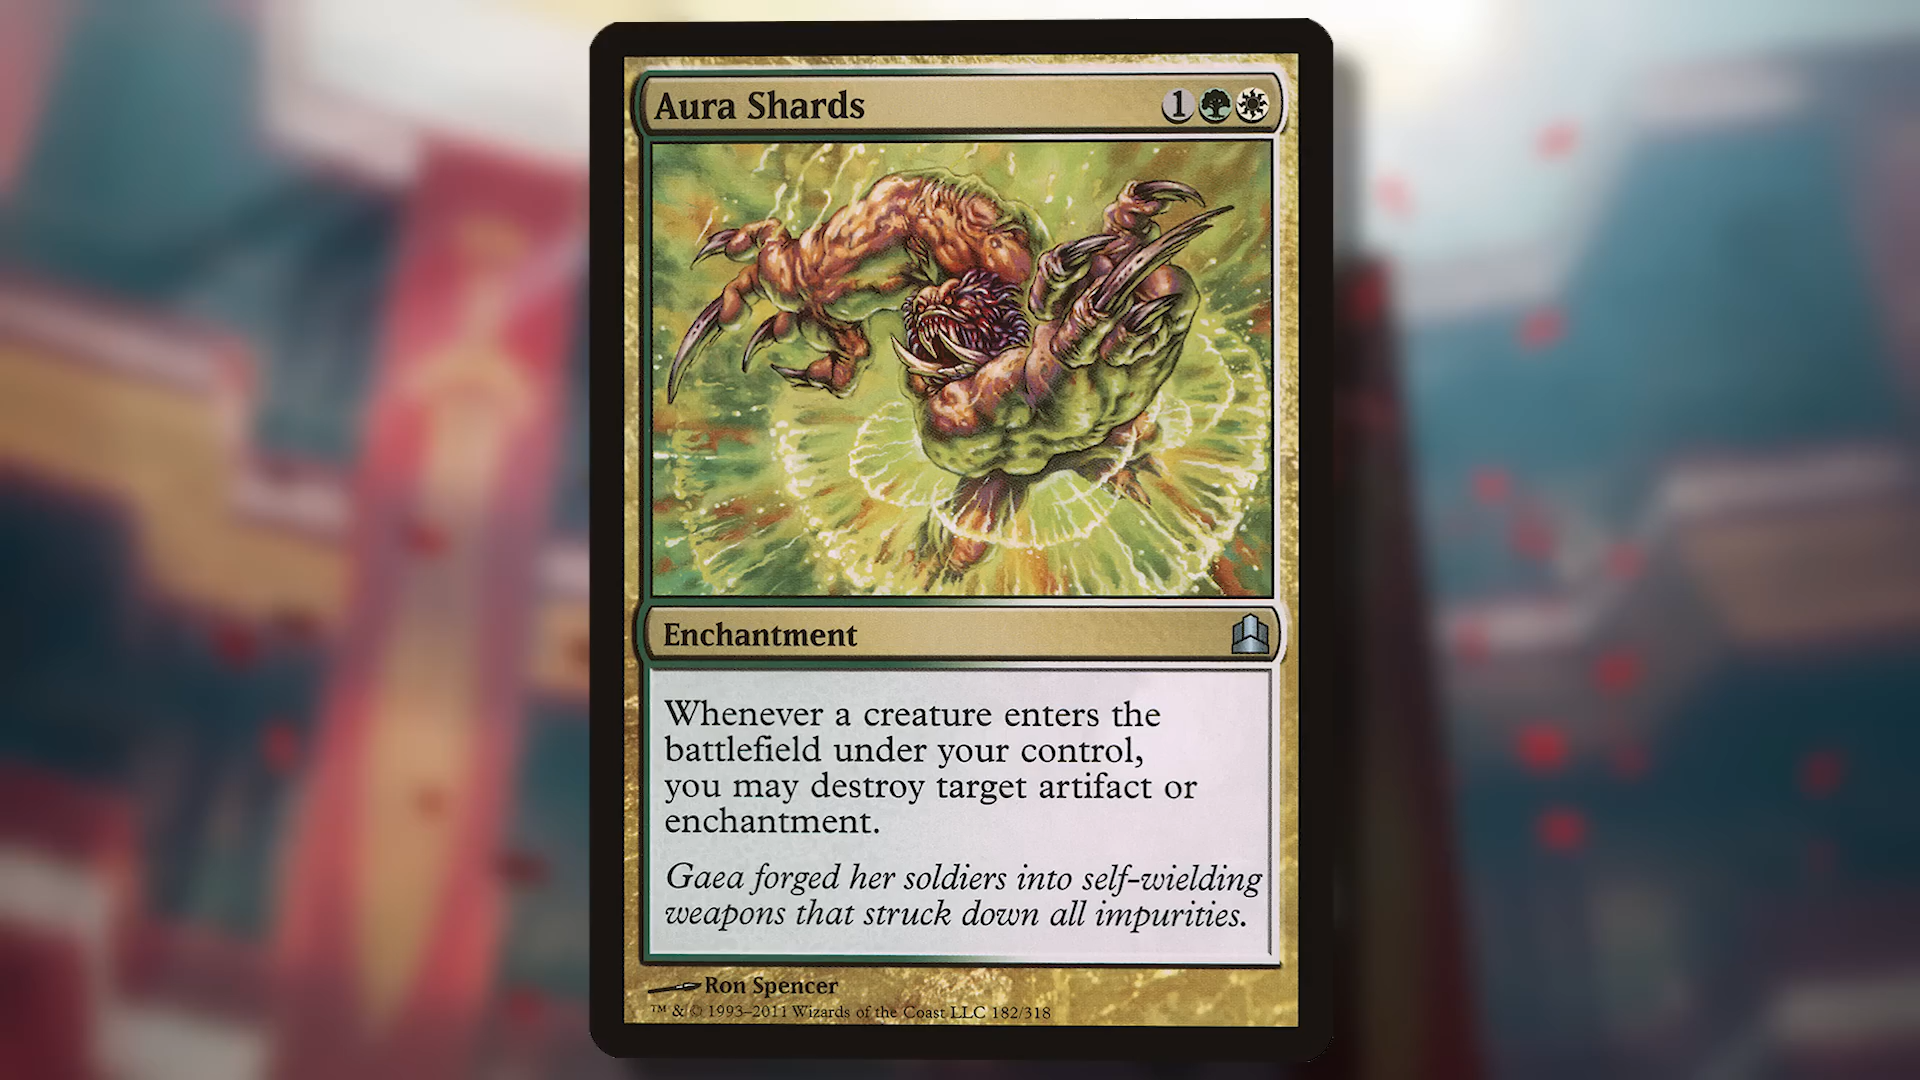 Aura Shards 1
Enchantment
Whenever a creature enters the
battlefield under your control,
you may destroy target artifact or
enchantment.
Gaea forged her soldiers into self-wielding
weapons that struck down all impurities.
Ron Spencer
™ & © 1993–2011 Wizards of the Coast LLC 182/318